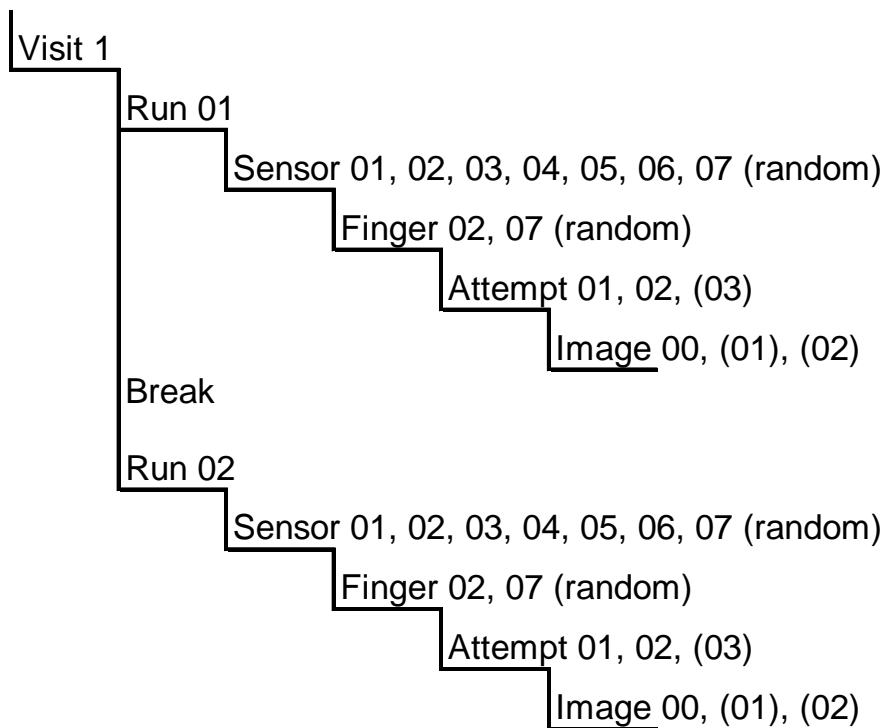 Visit 1
Run 01
Sensor 01, 02, 03, 04, 05, 06, 07 (random)
Finger 02, 07 (random)
Attempt 01, 02, (03)
Image 00, (01), (02)
Break
Run 02
Sensor 01, 02, 03, 04, 05, 06, 07 (random)
Finger 02, 07 (random)
Attempt 01, 02, (03)
Image 00, (01), (02)